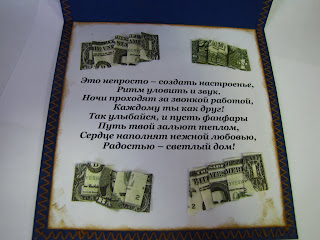 Это непросто – создать настроенье,
Ритм уловить и звук.
Ночи проходят за звонкой работой,
Каждому ты как друг!
Так улыбайся, и пусть фанфары
Путь твой зальют теплом,
Сердце наполнят нежной любовью,
Радостью – светлый дом!